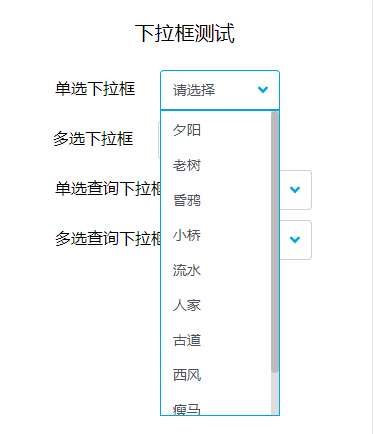 下拉框测试
单选下拉框 请选择
夕阳
多选下拉框
老树
单选查询下拉框
昏鸦
小桥
多选查询下拉框
流水
人家
古道
西风
瘦马